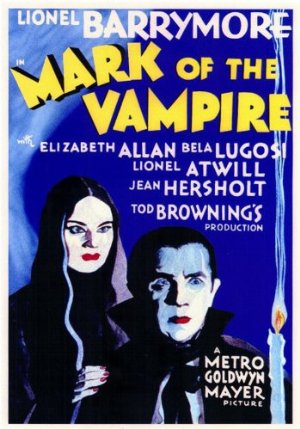 LIONEL
BARRYMORE
IN
MARK OF THE
VAMPIRE
with ELIZABETH ALLAN BELA LUGOSI
LIONEL ATWILL
JEAN HERSHOLT
TOD BROWNING'S
PRODUCTION
A
METRO
GOLDWYN
MAYER
PICTURE